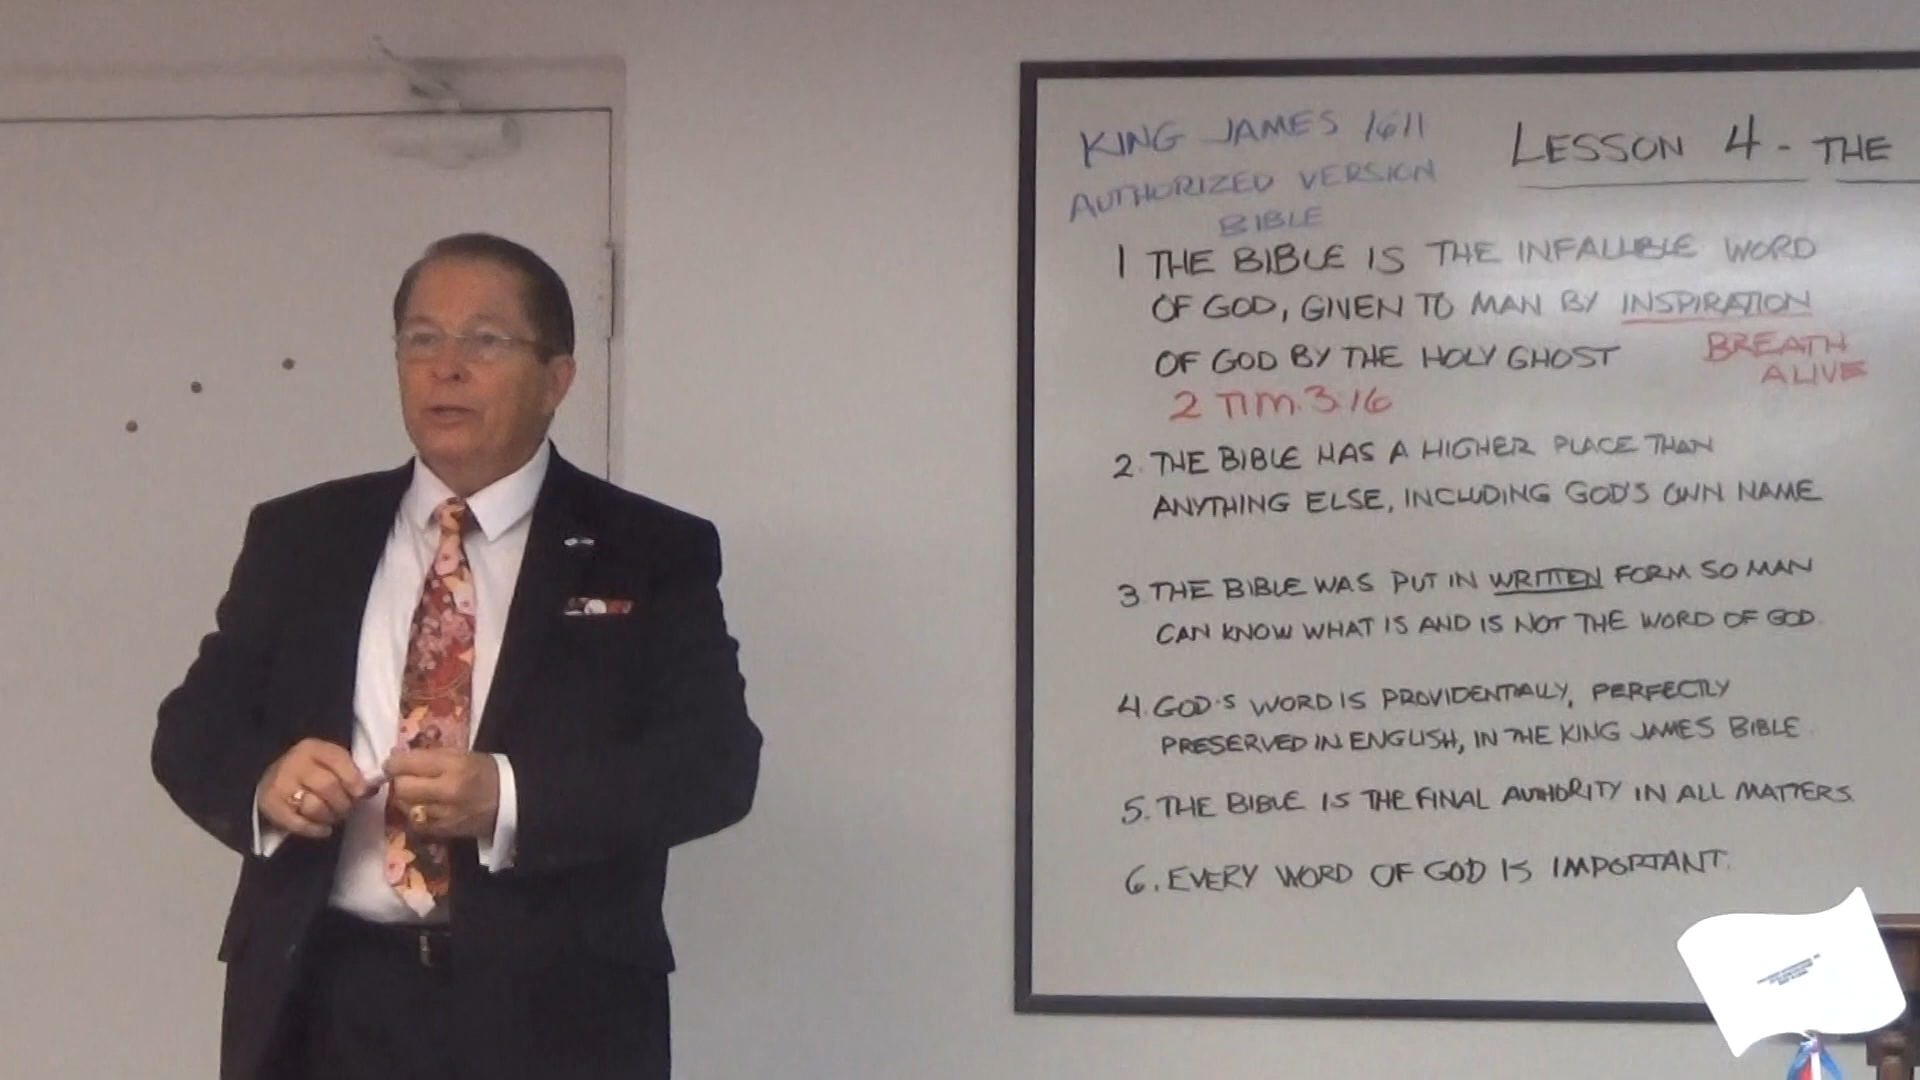 KING JAMES 1611
AUTHORIZED VERSION
BIBLE
LESSON 4 - THE
1 THE BIBLE IS THE INFALLIBLE WORD
OF GOD, GIVEN TO MAN BY INSPIRATION
OF GOD BY THE HOLY GHOST
BREATH
ALIVE
2 TIM. 3:16
2. THE BIBLE HAS A HIGHER PLACE THAN
ANYTHING ELSE, INCLUDING GOD'S OWN NAME
3 THE BIBLE WAS PUT IN WRITTEN FORM SO MAN
CAN KNOW WHAT IS AND IS NOT THE WORD OF GOD.
4. GOD'S WORD IS PROVIDENTIALLY, PERFECTLY
PRESERVED IN ENGLISH, IN THE KING JAMES BIBLE.
5. THE BIBLE IS THE FINAL AUTHORITY IN ALL MATTERS.
6. EVERY WORD OF GOD IS IMPORTANT.